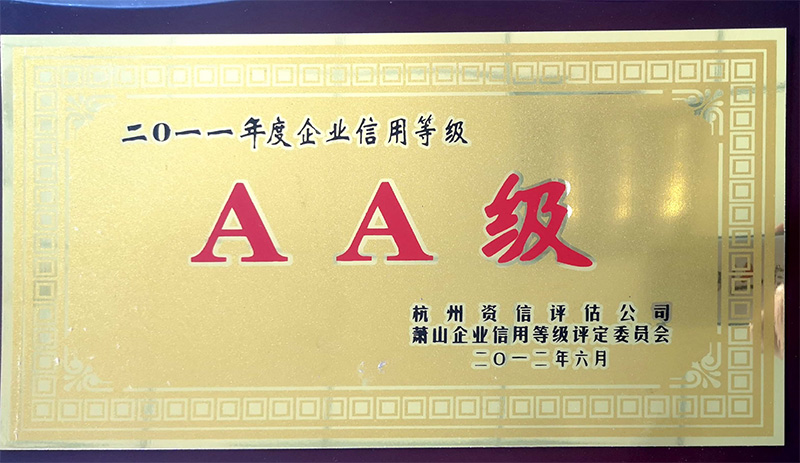 二〇一一年度企业信用等级
AA级
杭州资信评估公司
萧山企业信用等级评定委员会
二〇一二年六月